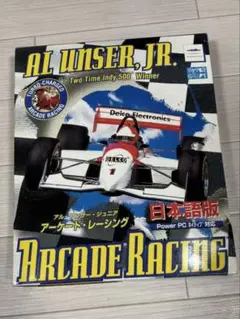 AL UNSER, JR.
Two Time Indy 500 Winner
TURBO-CHARGED
ARCADE RACING
Delco Electronics
DELCO
1
アル・アンサー・ジュニア
アーケード・レーシング
日本語版
Power PC ネイティブ 対応
ARCADE RACING